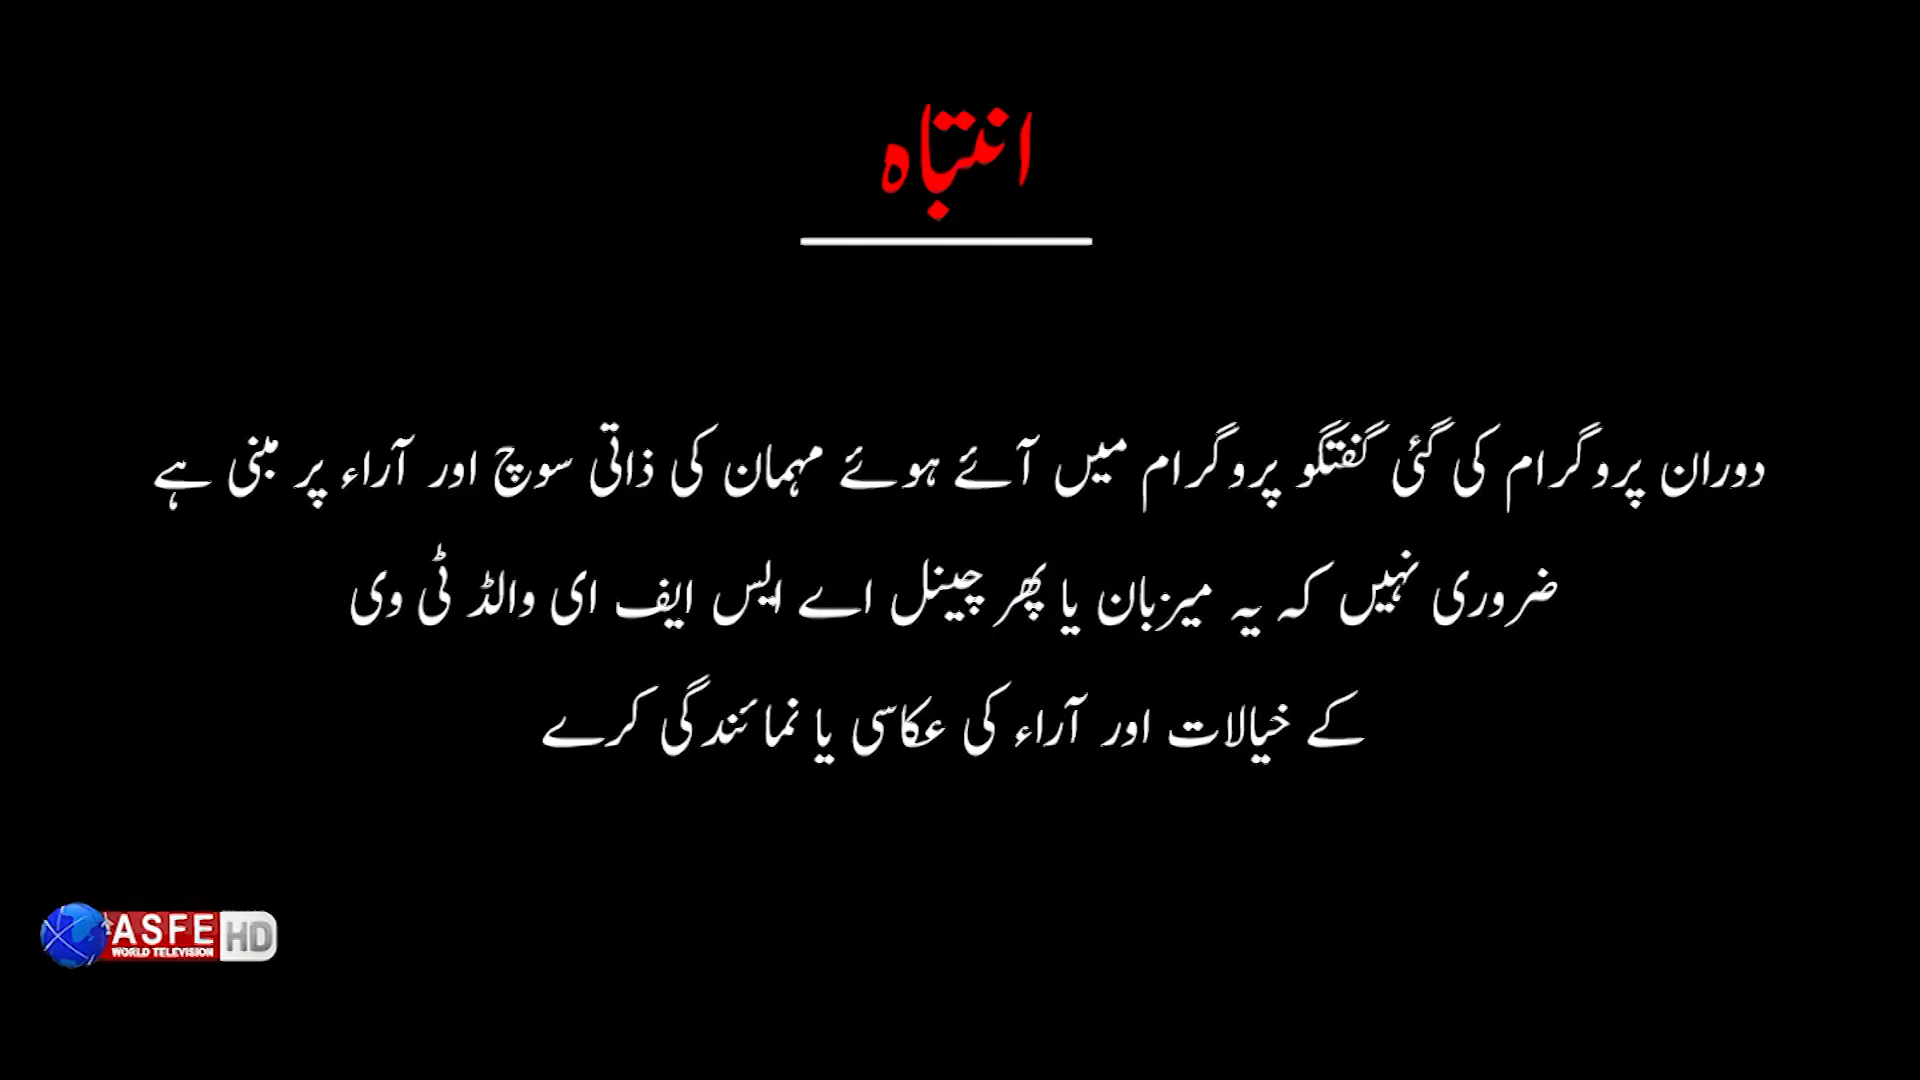 انتباہ
دوران پروگرام کی گئی گفتگو پروگرام میں آئے ہوئے مہمان کی ذاتی سوچ اور آراء پر مبنی ہے
ضروری نہیں کہ یہ میزبان یا پھر چینل اے ایس ایف ای والڈ ٹی وی
کے خیالات اور آراء کی عکاسی یا نمائندگی کرے
ASFE HD
WORLD TELEVISION